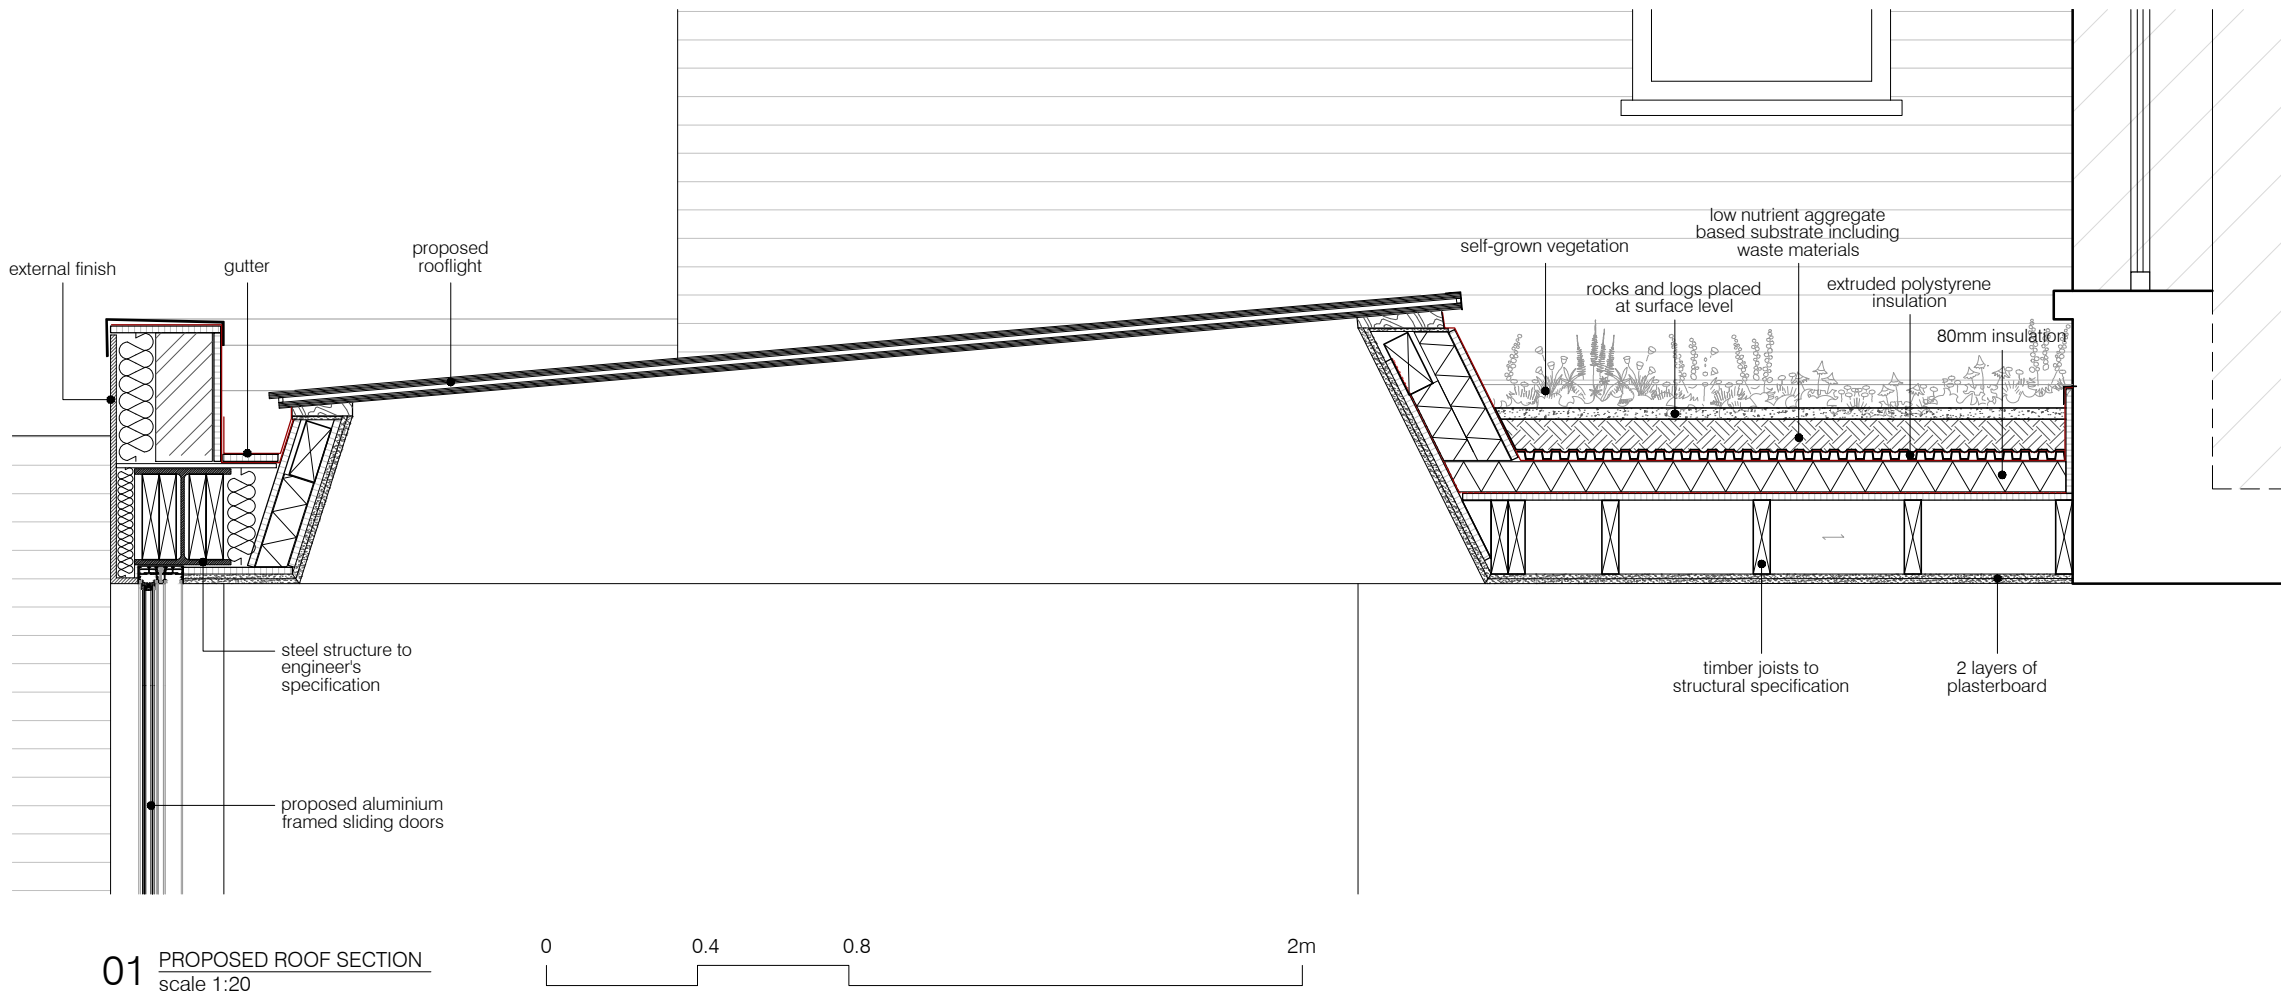 low nutrient aggregate
based substrate including
waste materials
self-grown vegetation
proposed
rooflight
gutter
external finish
rocks and logs placed
at surface level
extruded polystyrene
insulation
80mm insulation
steel structure to
engineer's
specification
timber joists to
structural specification
2 layers of
plasterboard
proposed aluminium
framed sliding doors
0 0.4 0.8 2m
01 PROPOSED ROOF SECTION
scale 1:20